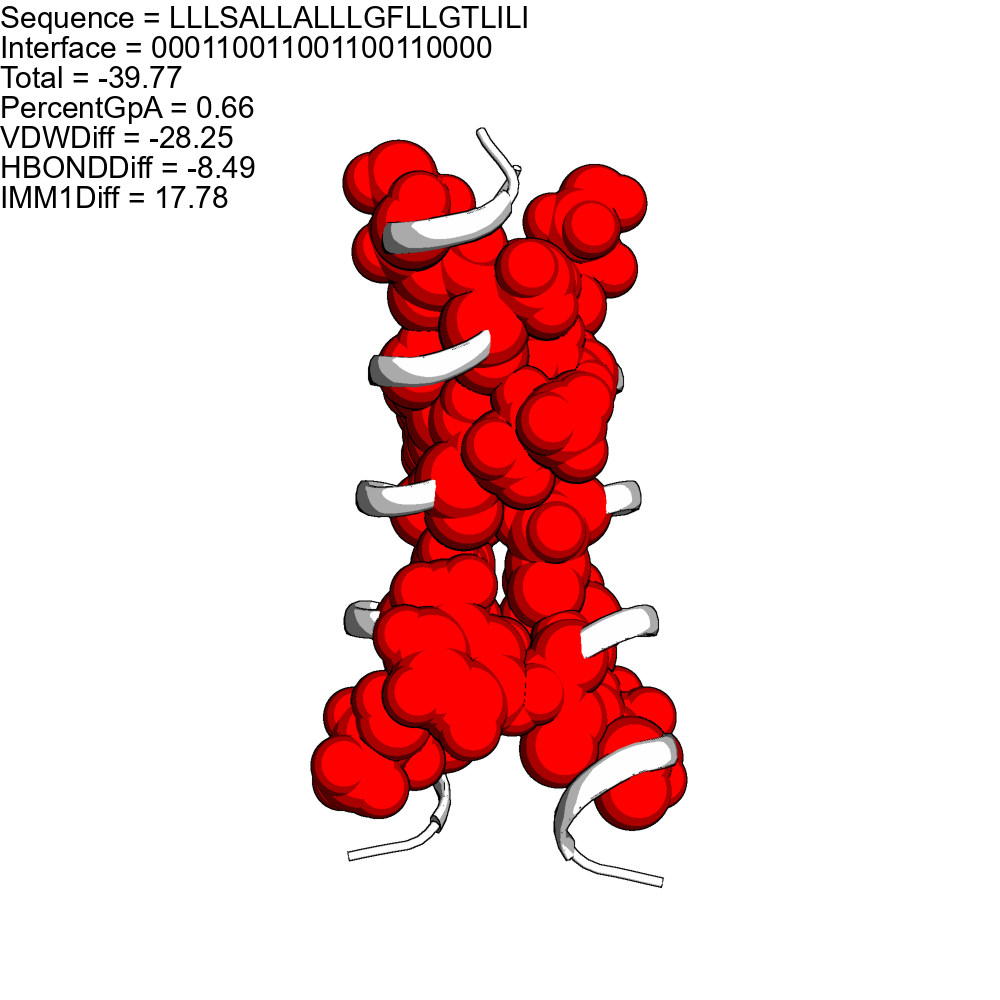 Sequence = LLLSALLALLLGFLLGTLILI
Interface = 000110011001100110000
Total = -39.77
PercentGpA = 0.66
VDWDiff = -28.25
HBONDDiff = -8.49
IMM1Diff = 17.78